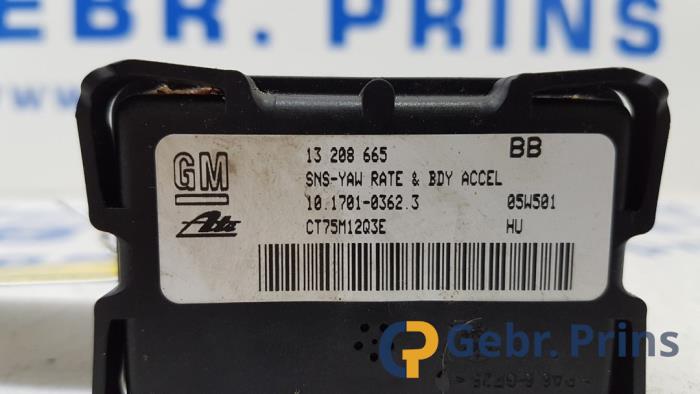 Gebr. PRINS
GM 13 208 665 BB
SNS-YAW RATE & BDY ACCEL
10.1701-0362.3 05W501
Ate CT75M12Q3E HU
Gebr. Prins